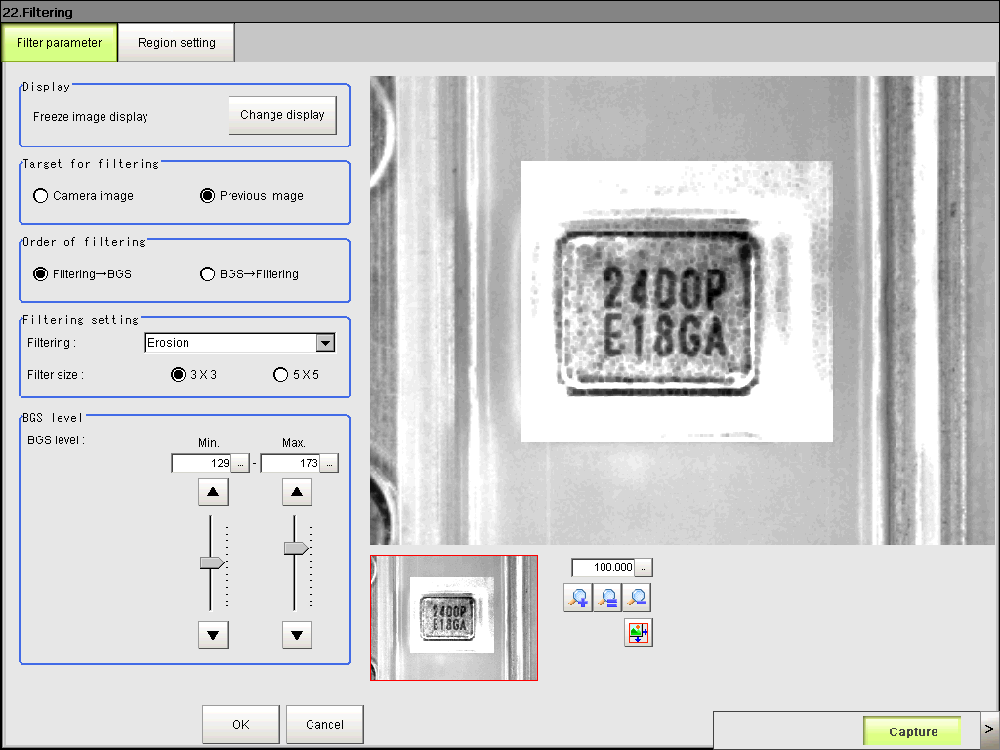 22.Filtering
Filter parameter
Region setting
Display
Freeze image display
Change display
Target for filtering
Camera image
Previous image
Order of filtering
Filtering→BGS
BGS→Filtering
Filtering setting
Filtering :
Erosion
Filter size :
3 X 3
5 X 5
BGS level
BGS level :
Min.
Max.
129 ... - 173 ...
2400P
E18GA
2400P
E18GA
100.000 ...
OK
Cancel
Capture
>